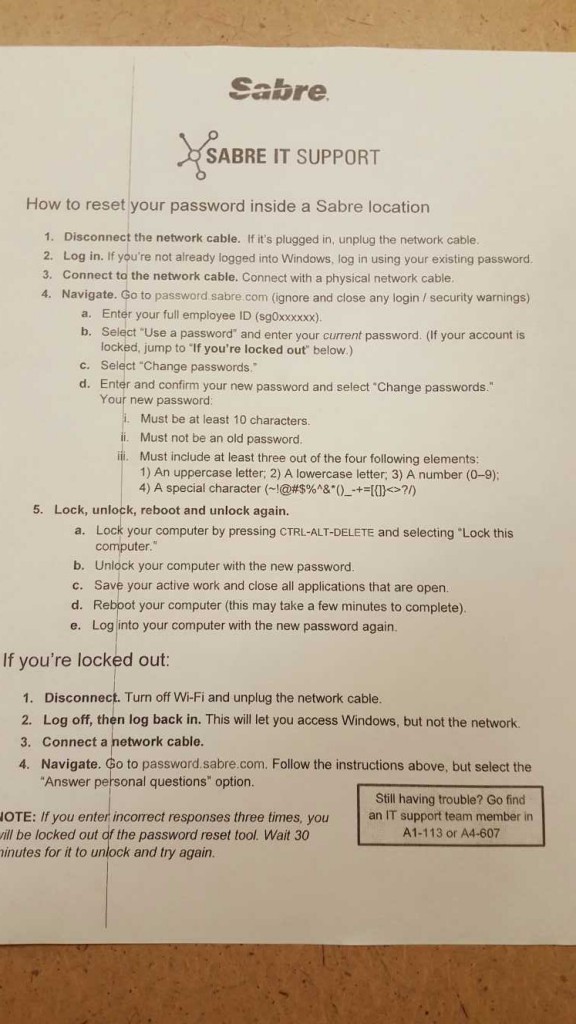 Sabre.
SABRE IT SUPPORT
How to reset your password inside a Sabre location
1. Disconnect the network cable. If it's plugged in, unplug the network cable.
2. Log in. If you're not already logged into Windows, log in using your existing password.
3. Connect to the network cable. Connect with a physical network cable.
4. Navigate. Go to password.sabre.com (ignore and close any login / security warnings)
a. Enter your full employee ID (sg0xxxxxx).
b. Select "Use a password" and enter your current password. (If your account is
locked, jump to "If you're locked out" below.)
c. Select "Change passwords."
d. Enter and confirm your new password and select "Change passwords."
Your new password:
i. Must be at least 10 characters.
ii. Must not be an old password.
iii. Must include at least three out of the four following elements:
1) An uppercase letter; 2) A lowercase letter; 3) A number (0–9);
4) A special character (~!@#$%^&*()_-+=[{]}<>?/)
5. Lock, unlock, reboot and unlock again.
a. Lock your computer by pressing CTRL-ALT-DELETE and selecting "Lock this
computer."
b. Unlock your computer with the new password.
c. Save your active work and close all applications that are open.
d. Reboot your computer (this may take a few minutes to complete).
e. Log into your computer with the new password again.
If you're locked out:
1. Disconnect. Turn off Wi-Fi and unplug the network cable.
2. Log off, then log back in. This will let you access Windows, but not the network.
3. Connect a network cable.
4. Navigate. Go to password.sabre.com. Follow the instructions above, but select the
"Answer personal questions" option.
NOTE: If you enter incorrect responses three times, you
will be locked out of the password reset tool. Wait 30
minutes for it to unlock and try again.
Still having trouble? Go find
an IT support team member in
A1-113 or A4-607